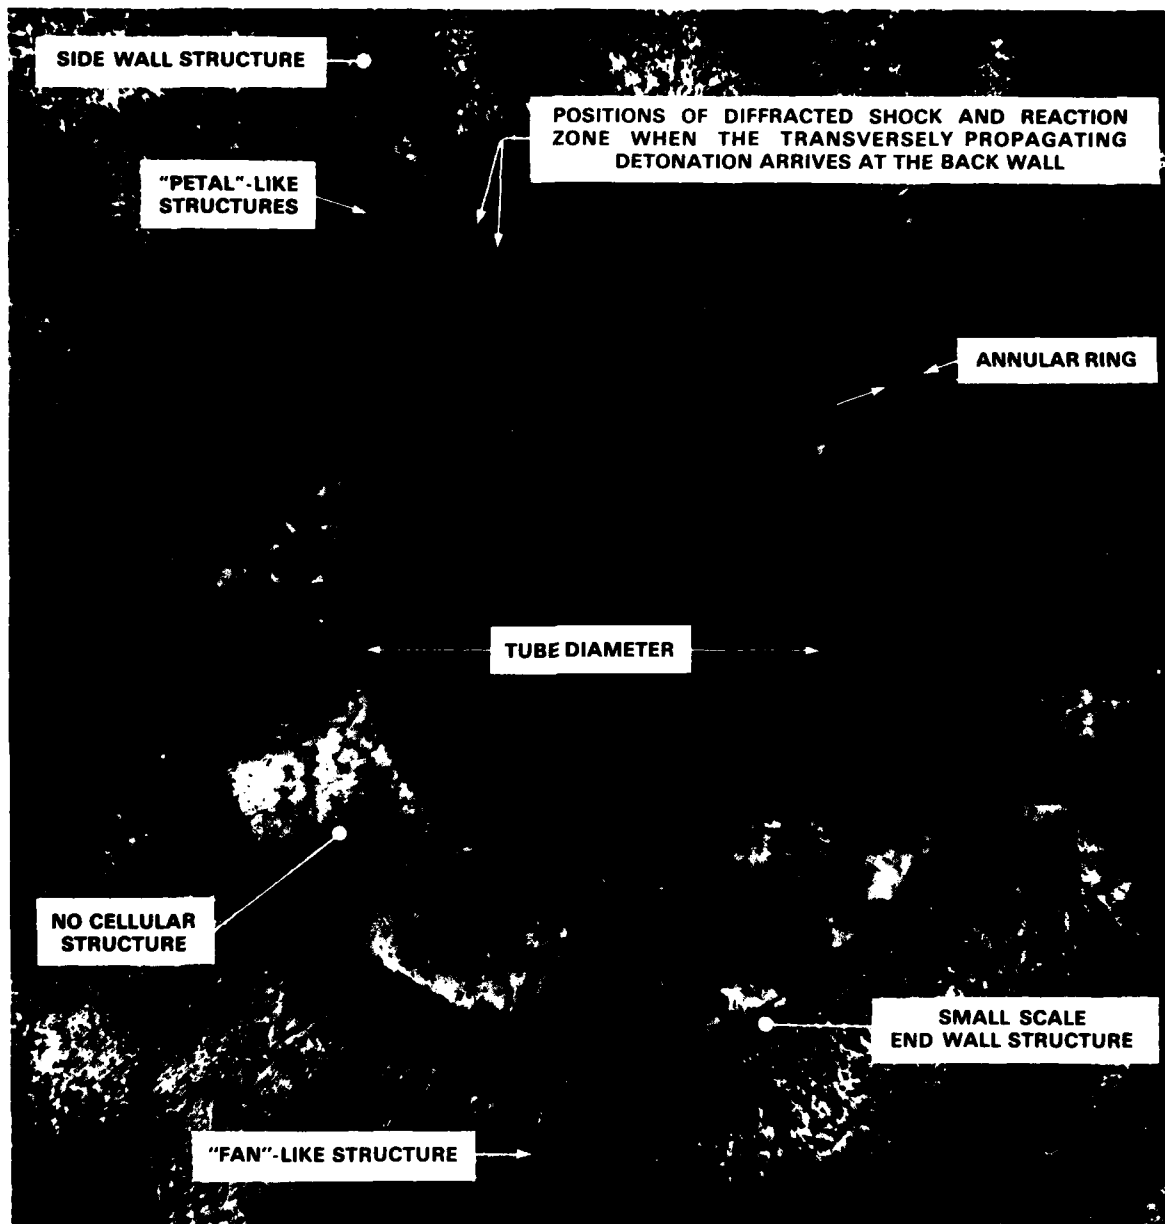 SIDE WALL STRUCTURE
POSITIONS OF DIFFRACTED SHOCK AND REACTION
ZONE WHEN THE TRANSVERSELY PROPAGATING
DETONATION ARRIVES AT THE BACK WALL
"PETAL"-LIKE
STRUCTURES
ANNULAR RING
TUBE DIAMETER
NO CELLULAR
STRUCTURE
SMALL SCALE
END WALL STRUCTURE
"FAN"-LIKE STRUCTURE